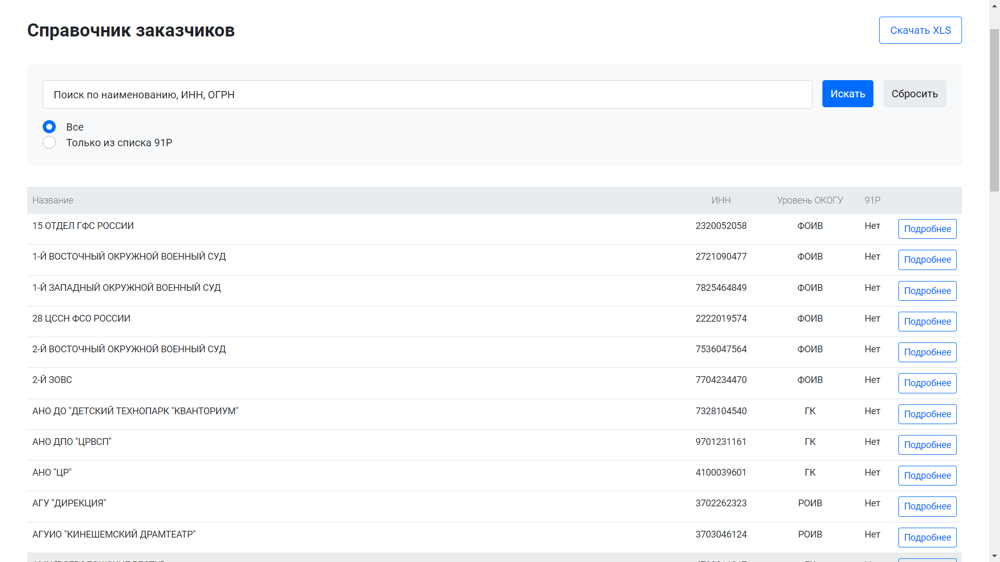 Справочник заказчиков
Скачать XLS
Поиск по наименованию, ИНН, ОГРН
Искать
Сбросить
Все
Только из списка 91Р
Название ИНН Уровень ОКОГУ 91Р
15 ОТДЕЛ ГФС РОССИИ 2320052058 ФОИВ Нет Подробнее
1-Й ВОСТОЧНЫЙ ОКРУЖНОЙ ВОЕННЫЙ СУД 2721090477 ФОИВ Нет Подробнее
1-Й ЗАПАДНЫЙ ОКРУЖНОЙ ВОЕННЫЙ СУД 7825464849 ФОИВ Нет Подробнее
28 ЦССН ФСО РОССИИ 2222019574 ФОИВ Нет Подробнее
2-Й ВОСТОЧНЫЙ ОКРУЖНОЙ ВОЕННЫЙ СУД 7536047564 ФОИВ Нет Подробнее
2-Й ЗОВС 7704234470 ФОИВ Нет Подробнее
АНО ДО "ДЕТСКИЙ ТЕХНОПАРК "КВАНТОРИУМ" 7328104540 ГК Нет Подробнее
АНО ДПО "ЦРВСП" 9701231161 ГК Нет Подробнее
АНО "ЦР" 4100039601 ГК Нет Подробнее
АГУ "ДИРЕКЦИЯ" 3702262323 РОИВ Нет Подробнее
АГУИО "КИНЕШЕМСКИЙ ДРАМТЕАТР" 3703046124 РОИВ Нет Подробнее